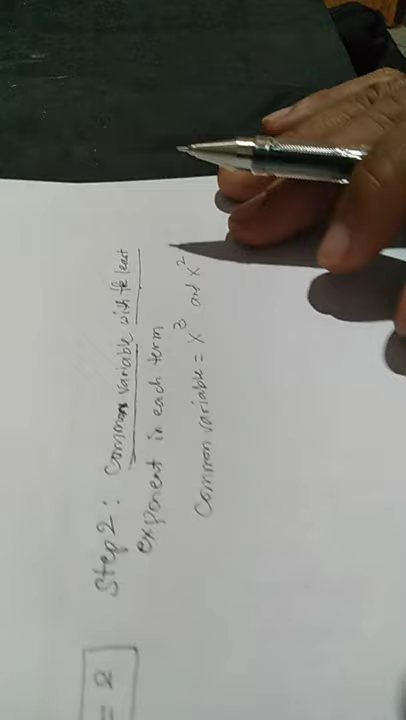 = 2
Step 2 : Common variable with the least
exponent in each term
Common variable = x³ and x²